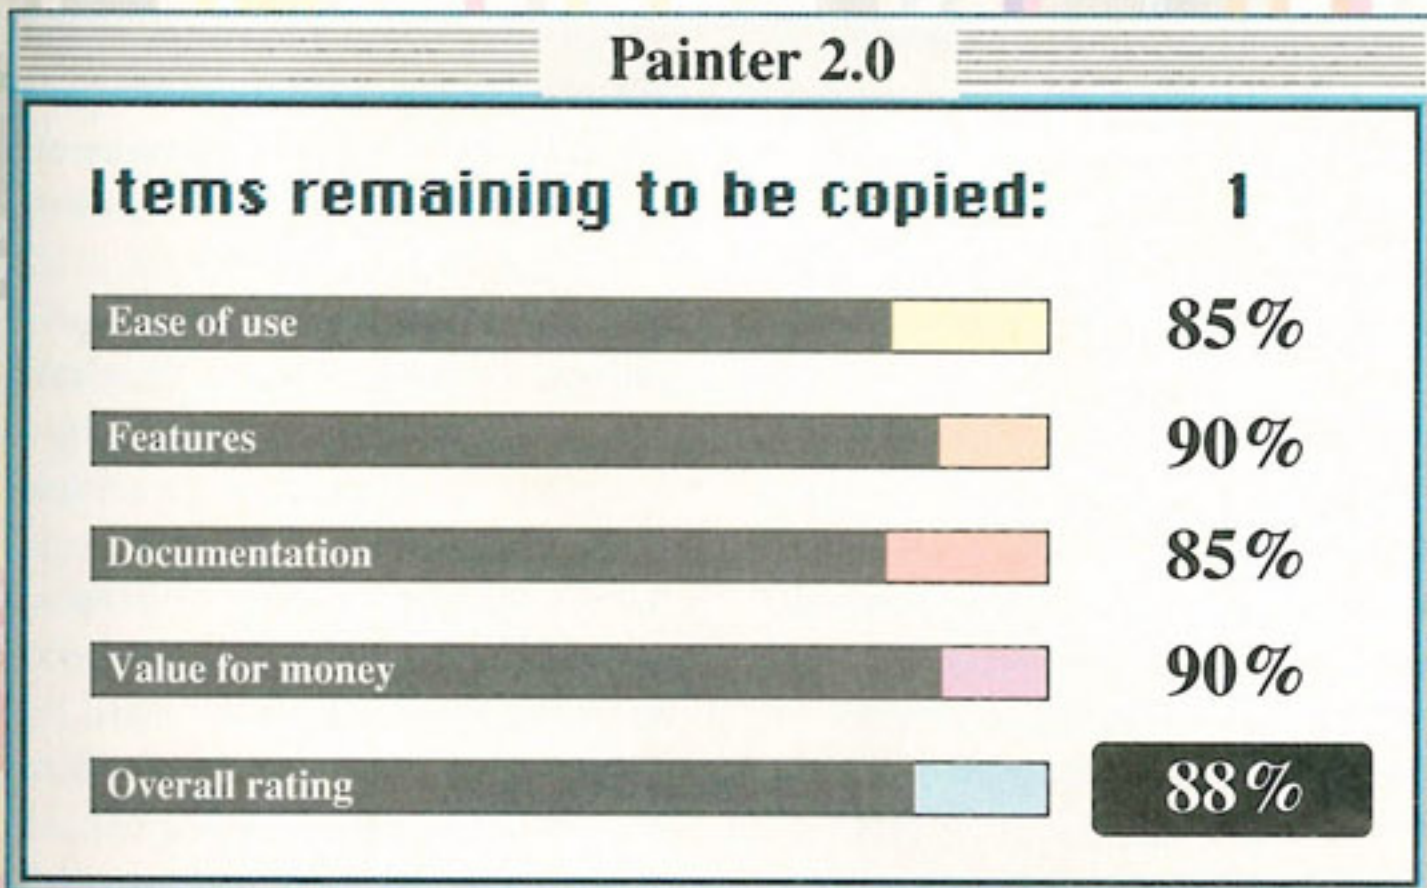 Painter 2.0
Items remaining to be copied: 1
Ease of use 85%
Features 90%
Documentation 85%
Value for money 90%
Overall rating 88%